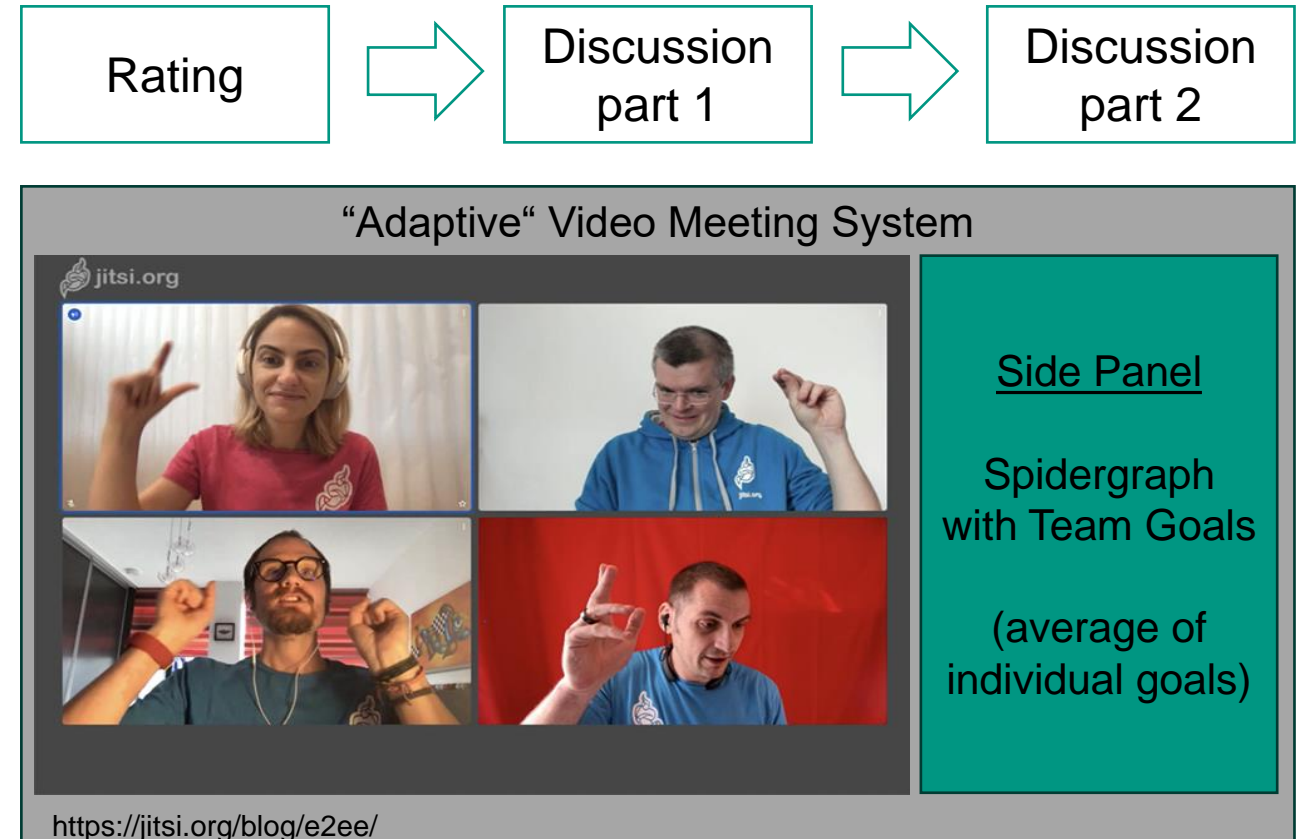 Rating
Discussion
part 1
Discussion
part 2
“Adaptive“ Video Meeting System
jitsi.org
Side Panel
Spidergraph
with Team Goals
(average of
individual goals)
https://jitsi.org/blog/e2ee/